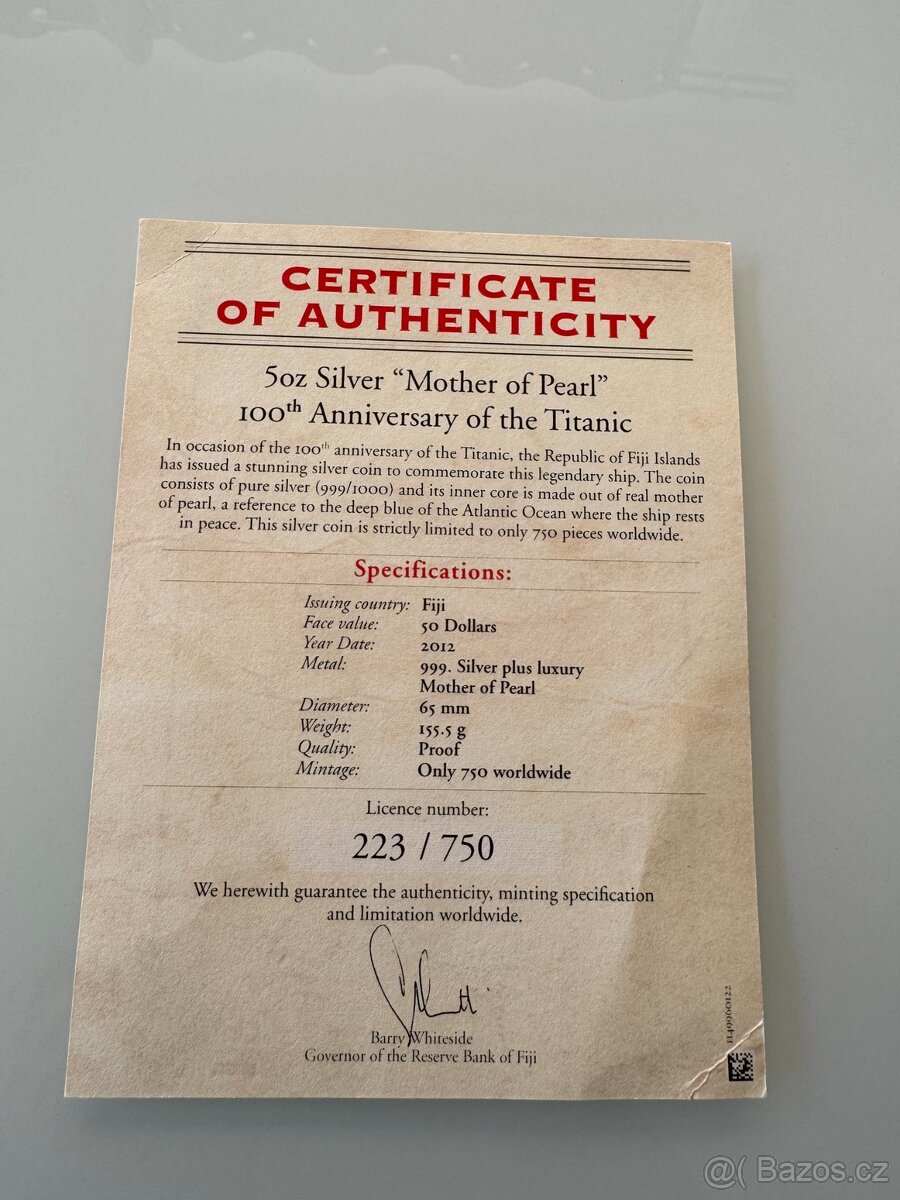 CERTIFICATE
OF AUTHENTICITY
5oz Silver “Mother of Pearl”
100th Anniversary of the Titanic
In occasion of the 100th anniversary of the Titanic, the Republic of Fiji Islands
has issued a stunning silver coin to commemorate this legendary ship. The coin
consists of pure silver (999/1000) and its inner core is made out of real mother
of pearl, a reference to the deep blue of the Atlantic Ocean where the ship rests
in peace. This silver coin is strictly limited to only 750 pieces worldwide.
Specifications:
Issuing country: Fiji
Face value: 50 Dollars
Year Date: 2012
Metal: 999. Silver plus luxury
Mother of Pearl
Diameter: 65 mm
Weight: 155.5 g
Quality: Proof
Mintage: Only 750 worldwide
Licence number:
223 / 750
We herewith guarantee the authenticity, minting specification
and limitation worldwide.
Barry Whiteside
Governor of the Reserve Bank of Fiji
1149960122
@( Bazos.cz